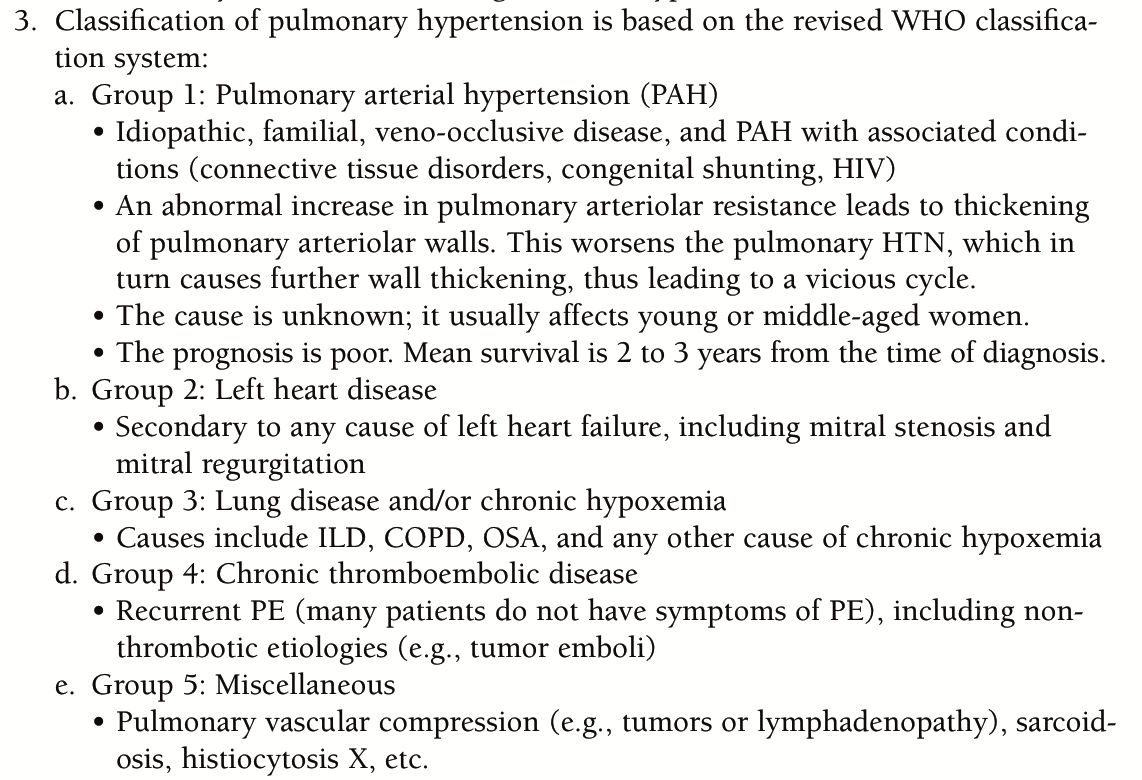 3. Classification of pulmonary hypertension is based on the revised WHO classifica-
tion system:
a. Group 1: Pulmonary arterial hypertension (PAH)
• Idiopathic, familial, veno-occlusive disease, and PAH with associated condi-
tions (connective tissue disorders, congenital shunting, HIV)
• An abnormal increase in pulmonary arteriolar resistance leads to thickening
of pulmonary arteriolar walls. This worsens the pulmonary HTN, which in
turn causes further wall thickening, thus leading to a vicious cycle.
• The cause is unknown; it usually affects young or middle-aged women.
• The prognosis is poor. Mean survival is 2 to 3 years from the time of diagnosis.
b. Group 2: Left heart disease
• Secondary to any cause of left heart failure, including mitral stenosis and
mitral regurgitation
c. Group 3: Lung disease and/or chronic hypoxemia
• Causes include ILD, COPD, OSA, and any other cause of chronic hypoxemia
d. Group 4: Chronic thromboembolic disease
• Recurrent PE (many patients do not have symptoms of PE), including non-
thrombotic etiologies (e.g., tumor emboli)
e. Group 5: Miscellaneous
• Pulmonary vascular compression (e.g., tumors or lymphadenopathy), sarcoid-
osis, histiocytosis X, etc.